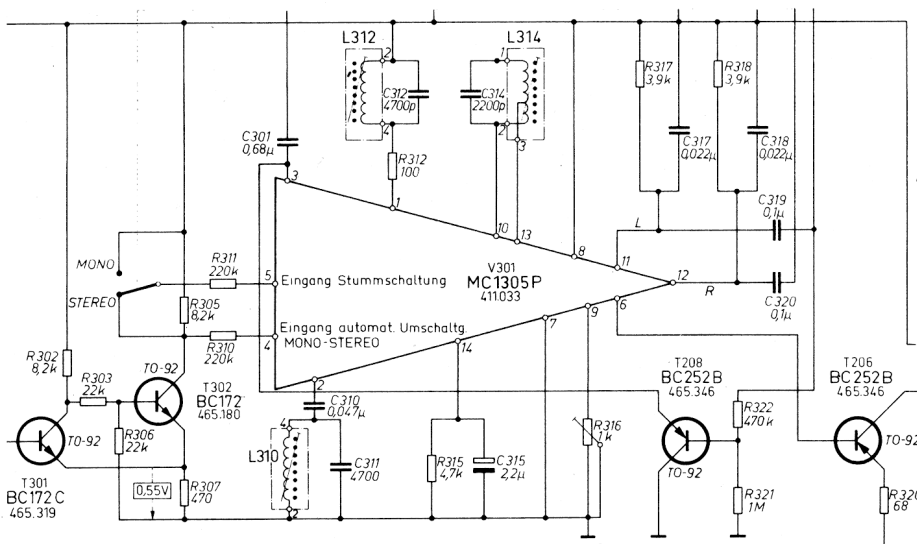 L312
L314
2
1
R317
3,9k
R318
3,9k
C312
4700p
C314
2200p
4
2
3
C301
0,68µ
C317
0,022µ
C318
0,022µ
R312
100
3
1
10
13
C319
0,1µ
L
8
11
MONO
R311
220k
5
Eingang Stummschaltung
V301
MC1305P
411.033
12
R
STEREO
R305
8,2k
C320
0,1µ
6
9
7
Eingang automat. Umschaltg.
MONO-STEREO
R310
220k
4
14
2
R302
8,2k
R303
22k
TO-92
T302
BC172
465.180
C310
0,047µ
T208
BC252B
465.346
T206
BC252B
465.346
R306
22k
TO-92
4
L310
C311
4700
R315
4,7k
C315
2,2µ
R316
1k
R322
470k
TO-92
TO-92
T301
BC172C
465.319
0,55V
R307
470
2
R321
1M
R320
68